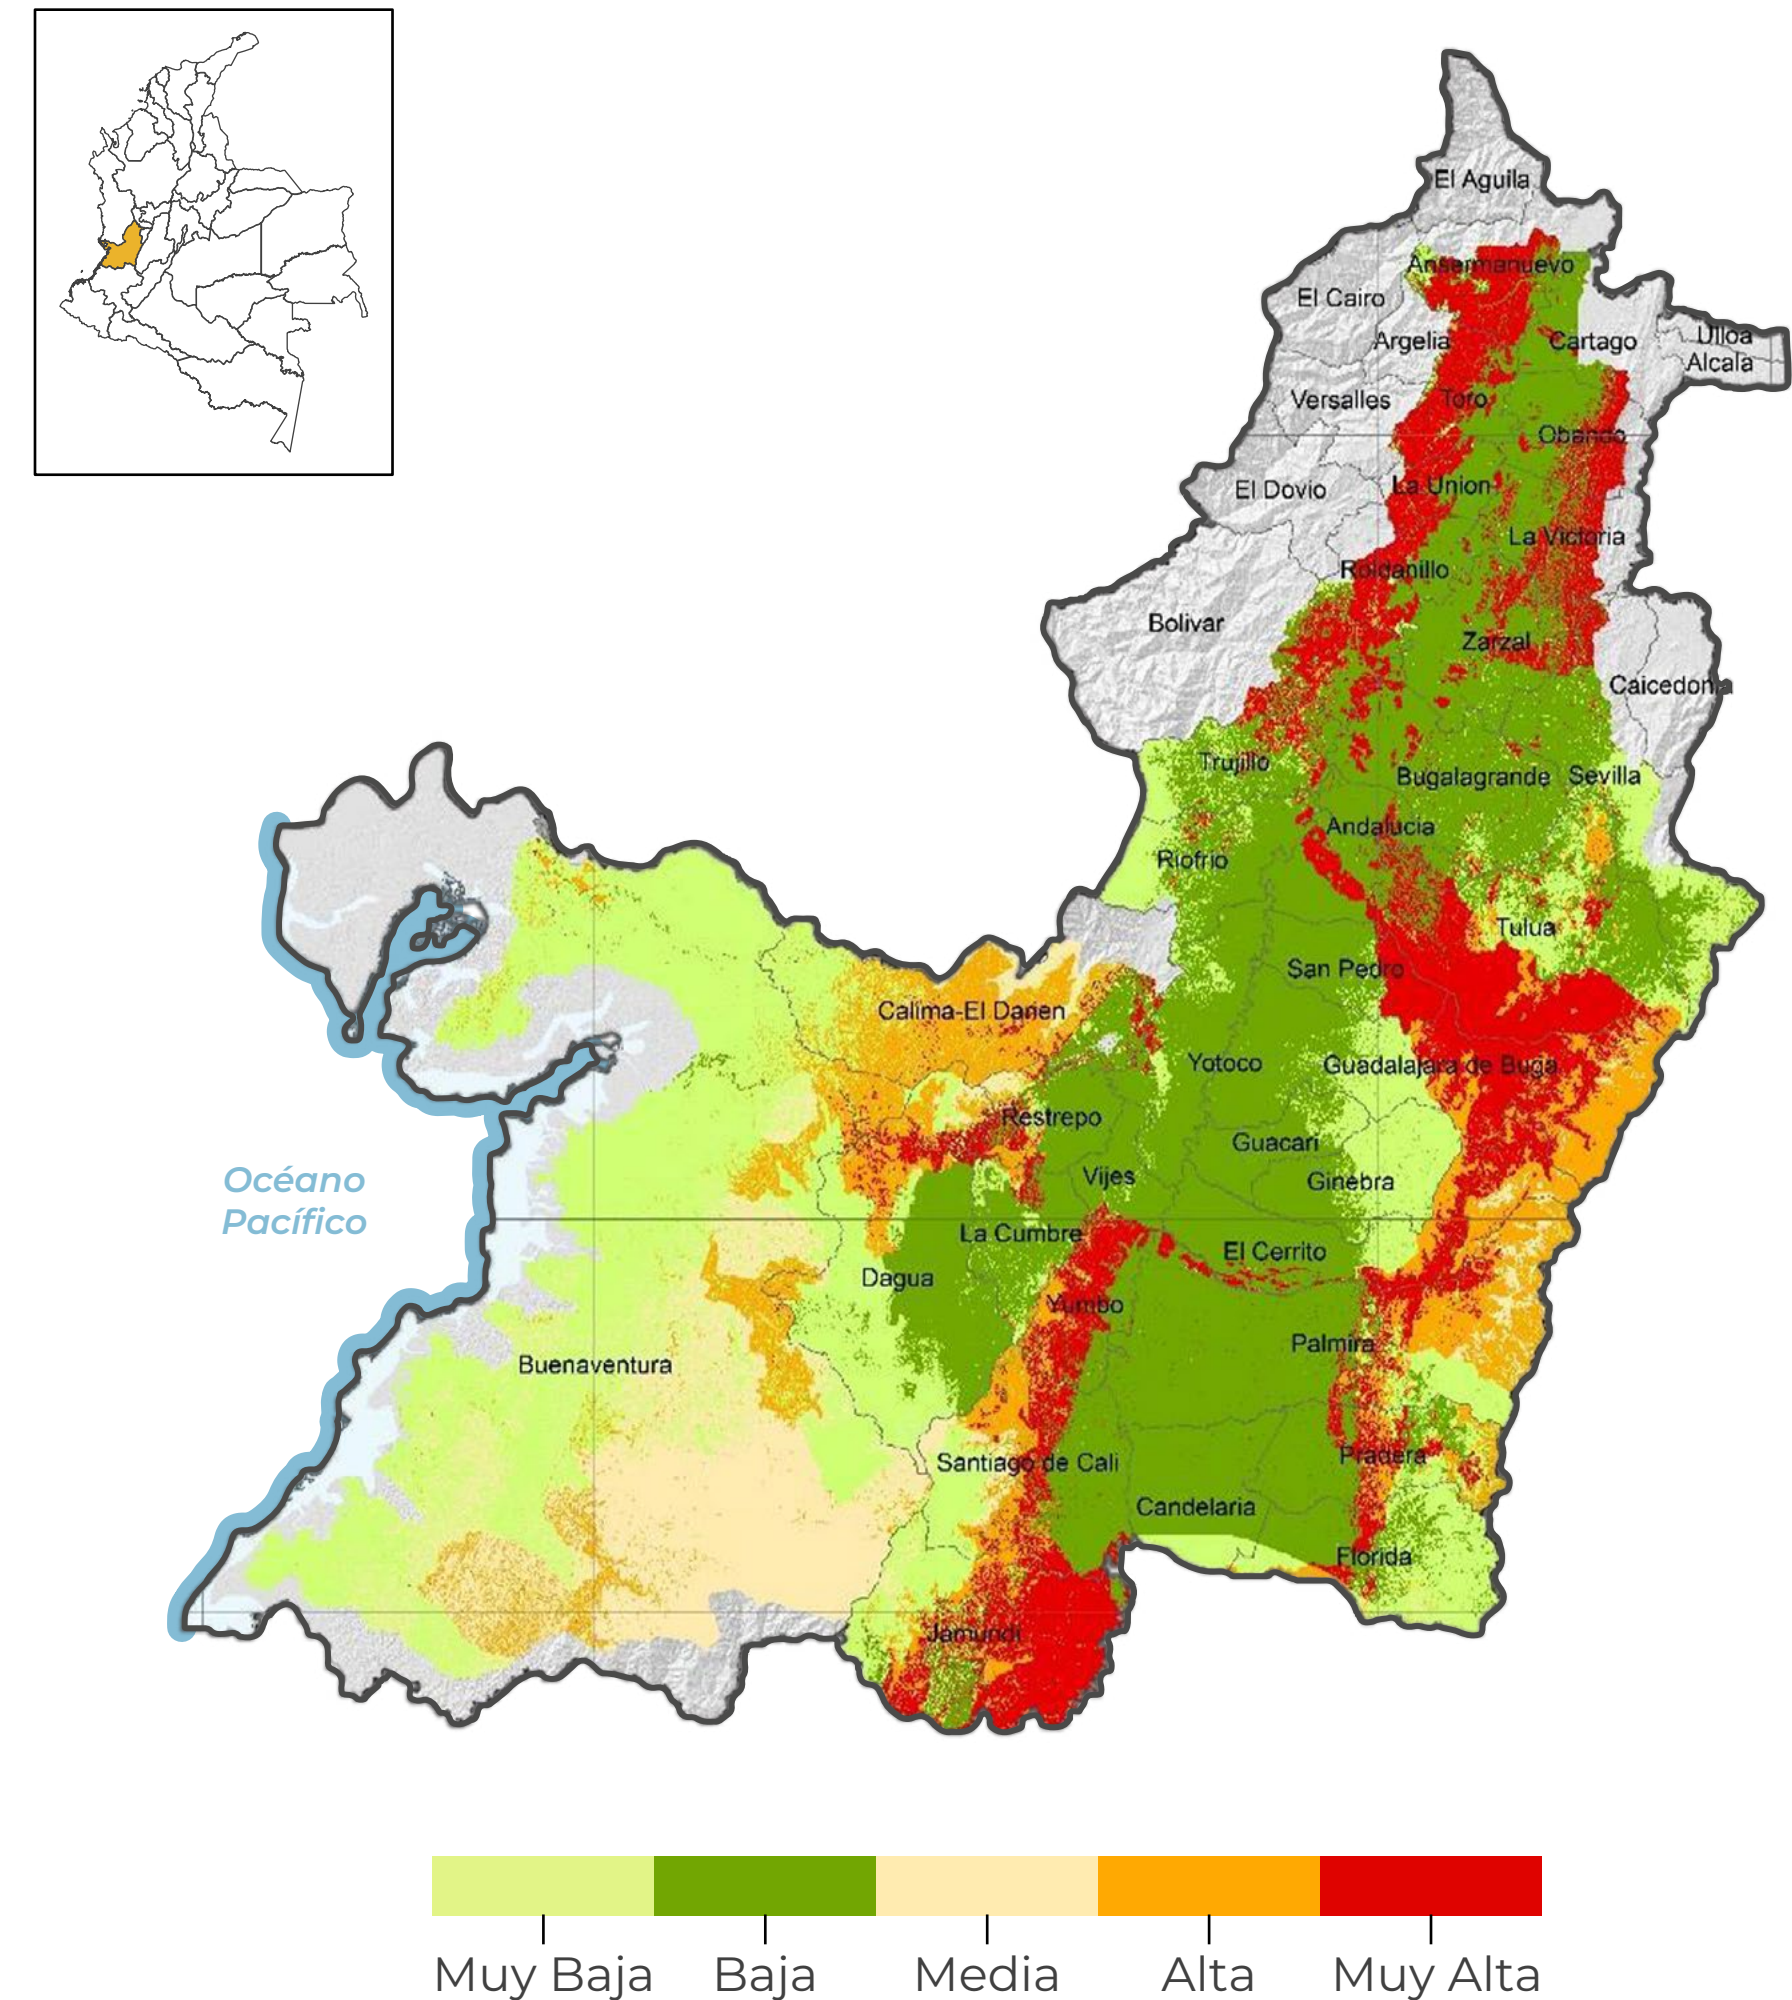 El Aguila
Ansermanuevo
El Cairo
Argelia
Cartago
Ulloa
Alcala
Versalles
Toro
Obando
El Dovio
La Union
La Victoria
Roldanillo
Bolivar
Zarzal
Caicedonia
Trujillo
Bugalagrande
Sevilla
Andalucia
Riofrio
Tulua
San Pedro
Calima-El Darien
Yotoco
Guadalajara de Buga
Restrepo
Guacari
Vijes
Ginebra
Océano
Pacífico
La Cumbre
El Cerrito
Dagua
Yumbo
Palmira
Buenaventura
Santiago de Cali
Pradera
Candelaria
Florida
Jamundi
Muy Baja
Baja
Media
Alta
Muy Alta